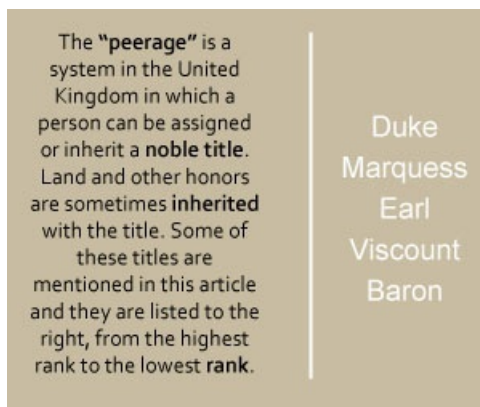 The “peerage” is a
system in the United
Kingdom in which a
person can be assigned
or inherit a noble title.
Land and other honors
are sometimes inherited
with the title. Some of
these titles are
mentioned in this article
and they are listed to the
right, from the highest
rank to the lowest rank.
Duke
Marquess
Earl
Viscount
Baron